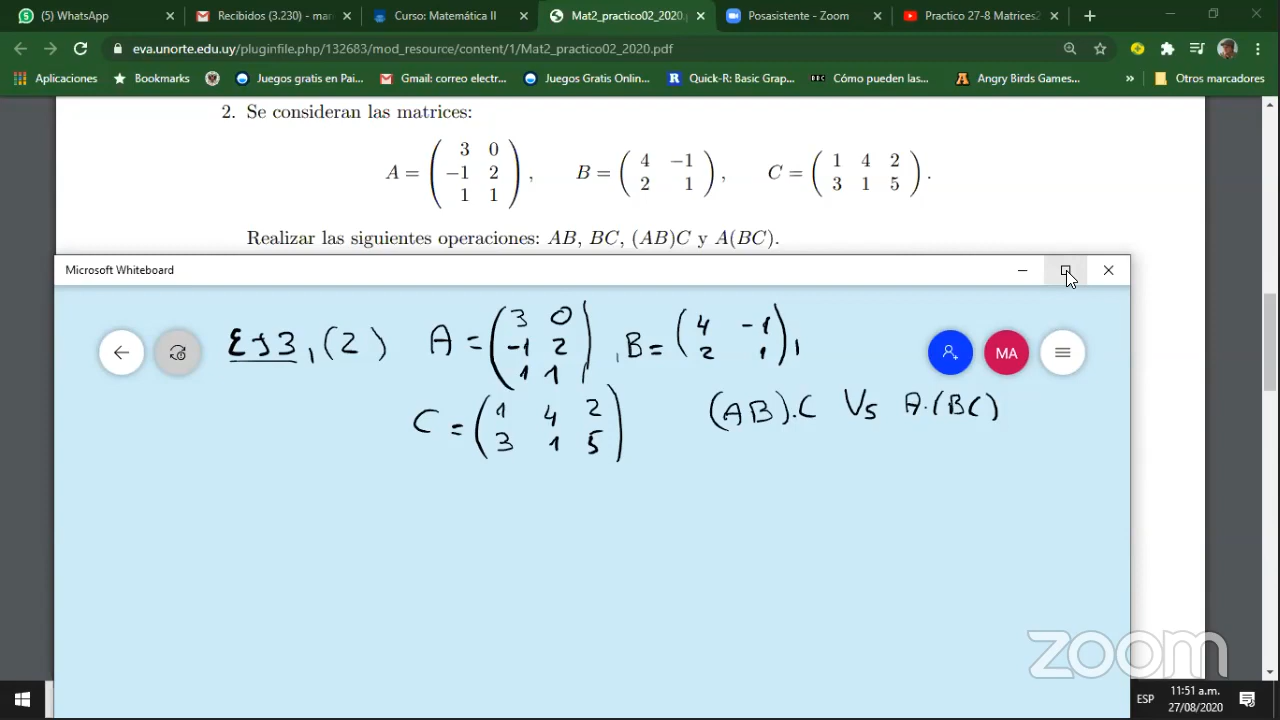 (5) WhatsApp
Recibidos (3.230) - mar
Curso: Matemática II
Mat2_practico02_2020.
Posasistente - Zoom
Practico 27-8 Matrices2
eva.unorte.edu.uy/pluginfile.php/132683/mod_resource/content/1/Mat2_practico02_2020.pdf
Aplicaciones
Bookmarks
Juegos gratis en Pai...
Gmail: correo electr...
Juegos Gratis Onlin...
Quick-R: Basic Grap...
Cómo pueden las...
Angry Birds Games...
»
Otros marcadores
2. Se consideran las matrices:
A = ( 3 0
−1 2
1 1 ),
B = ( 4 −1
2 1 ),
C = ( 1 4 2
3 1 5 ).
Realizar las siguientes operaciones: AB, BC, (AB)C y A(BC).
Microsoft Whiteboard
Ej 3, (2) A = ( 3 0
-1 2
1 1 ), B = ( 4 -1
2 1 ),
MA
C = ( 1 4 2
3 1 5 )
(AB).C Vs A.(BC)
zoom
ESP
11:51 a.m.
27/08/2020